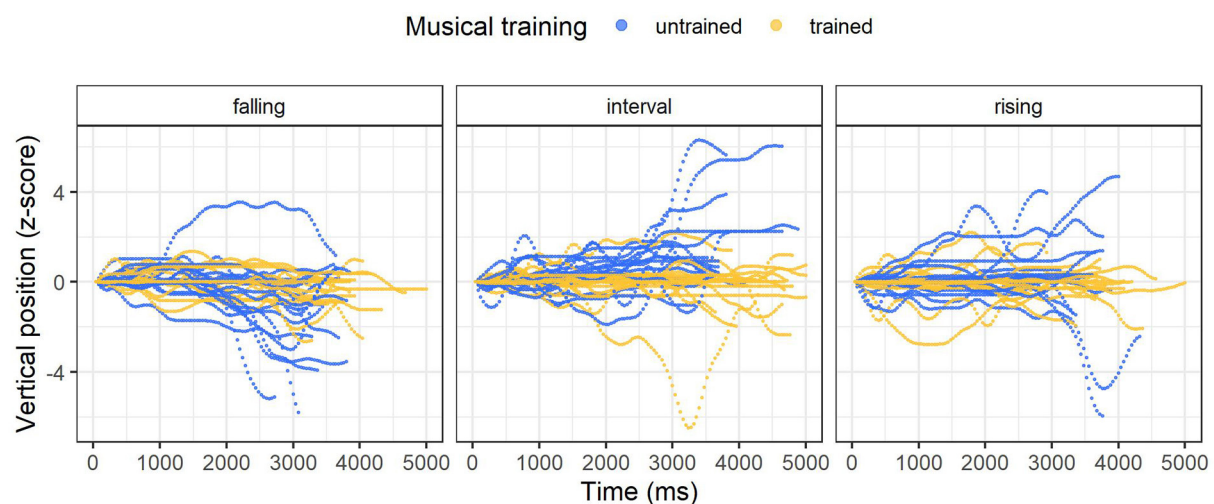 Musical training untrained trained
falling interval rising
Vertical position (z-score)
4
0
-4
0 1000 2000 3000 4000 5000 0 1000 2000 3000 4000 5000 0 1000 2000 3000 4000 5000
Time (ms)